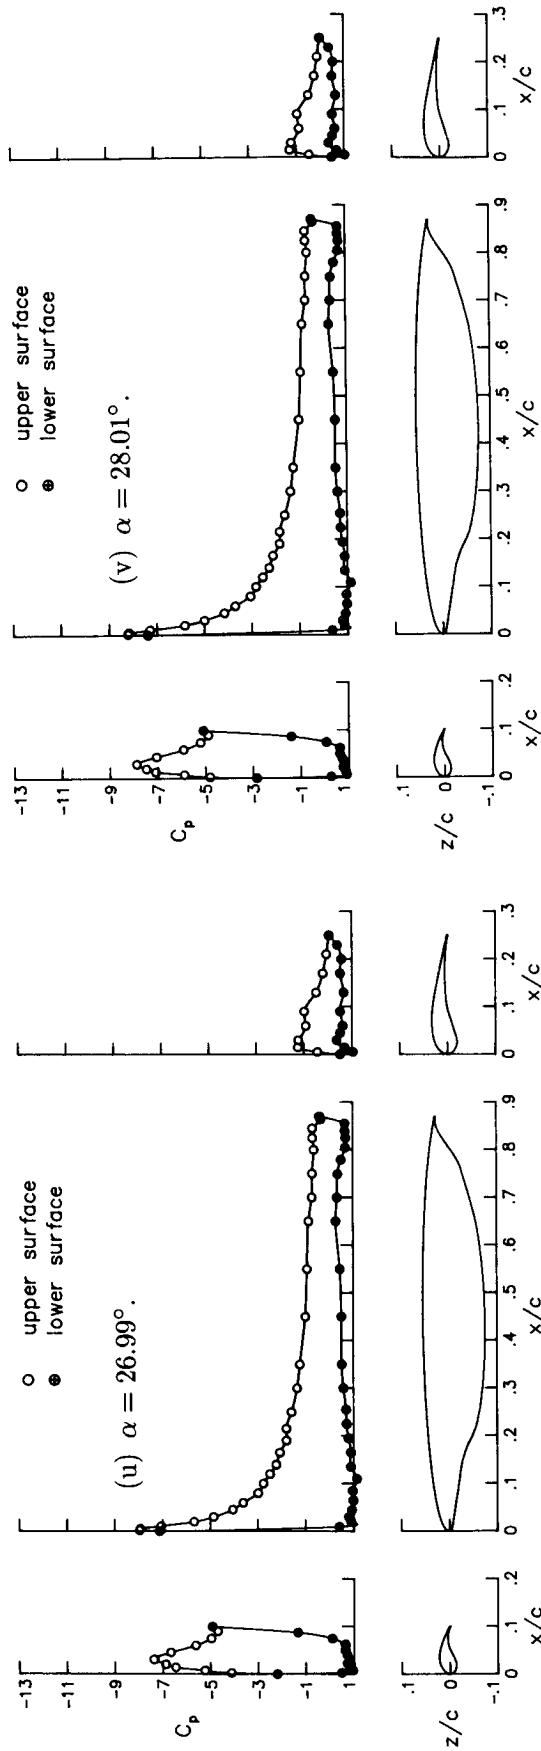 upper surface
lower surface
(u) α = 26.99°.
-13
-11
-9
-7
-5
-3
-1
1
Cp
.1
0
-.1
z/c
0 .1 .2
x/c
0 .1 .2 .3 .4 .5 .6 .7 .8 .9
x/c
0 .1 .2 .3
x/c
upper surface
lower surface
(v) α = 28.01°.
-13
-11
-9
-7
-5
-3
-1
1
Cp
.1
0
-.1
z/c
0 .1 .2
x/c
0 .1 .2 .3 .4 .5 .6 .7 .8 .9
x/c
0 .1 .2 .3
x/c